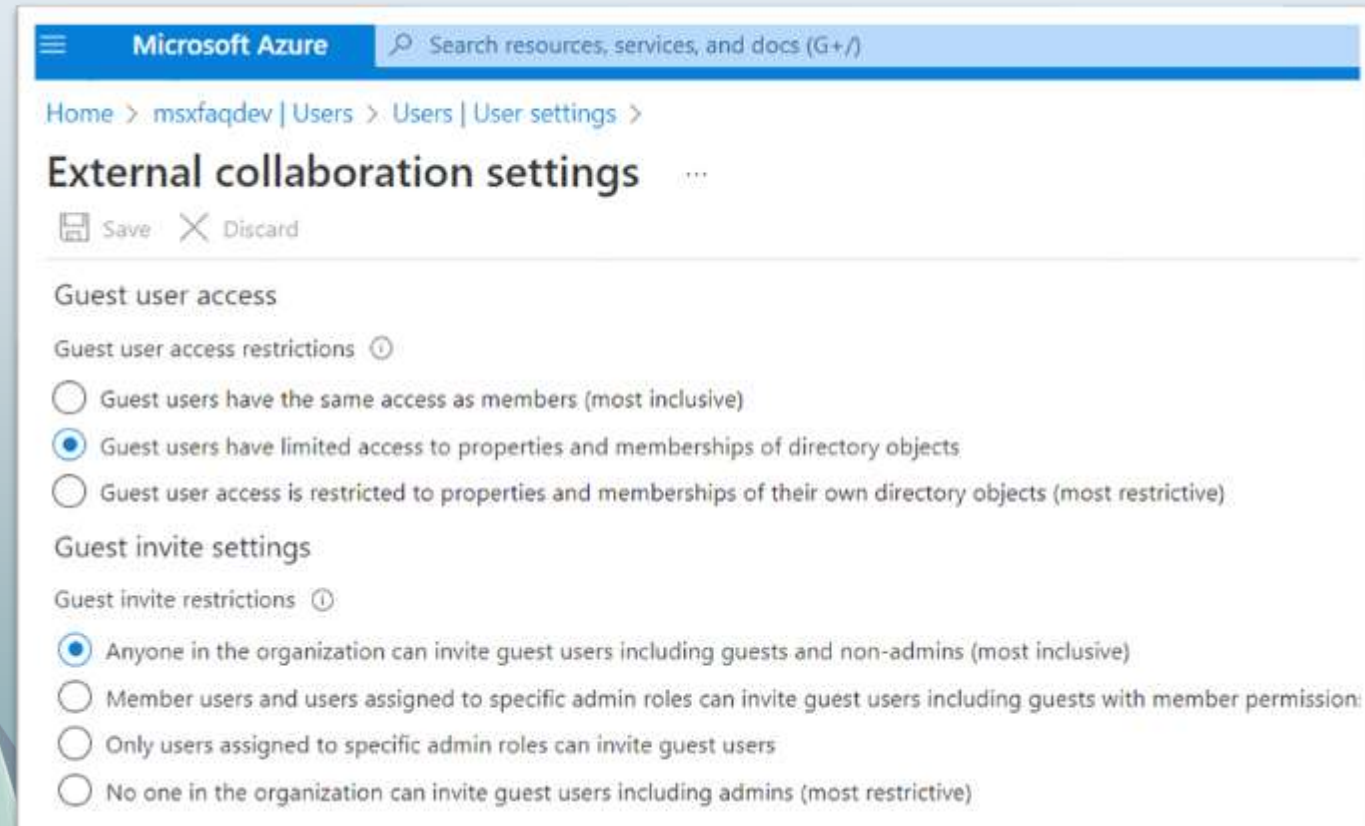 Microsoft Azure
Search resources, services, and docs (G+/)
Home > msxfaqdev | Users > Users | User settings >
External collaboration settings ...
Save Discard
Guest user access
Guest user access restrictions
Guest users have the same access as members (most inclusive)
Guest users have limited access to properties and memberships of directory objects
Guest user access is restricted to properties and memberships of their own directory objects (most restrictive)
Guest invite settings
Guest invite restrictions
Anyone in the organization can invite guest users including guests and non-admins (most inclusive)
Member users and users assigned to specific admin roles can invite guest users including guests with member permission
Only users assigned to specific admin roles can invite guest users
No one in the organization can invite guest users including admins (most restrictive)